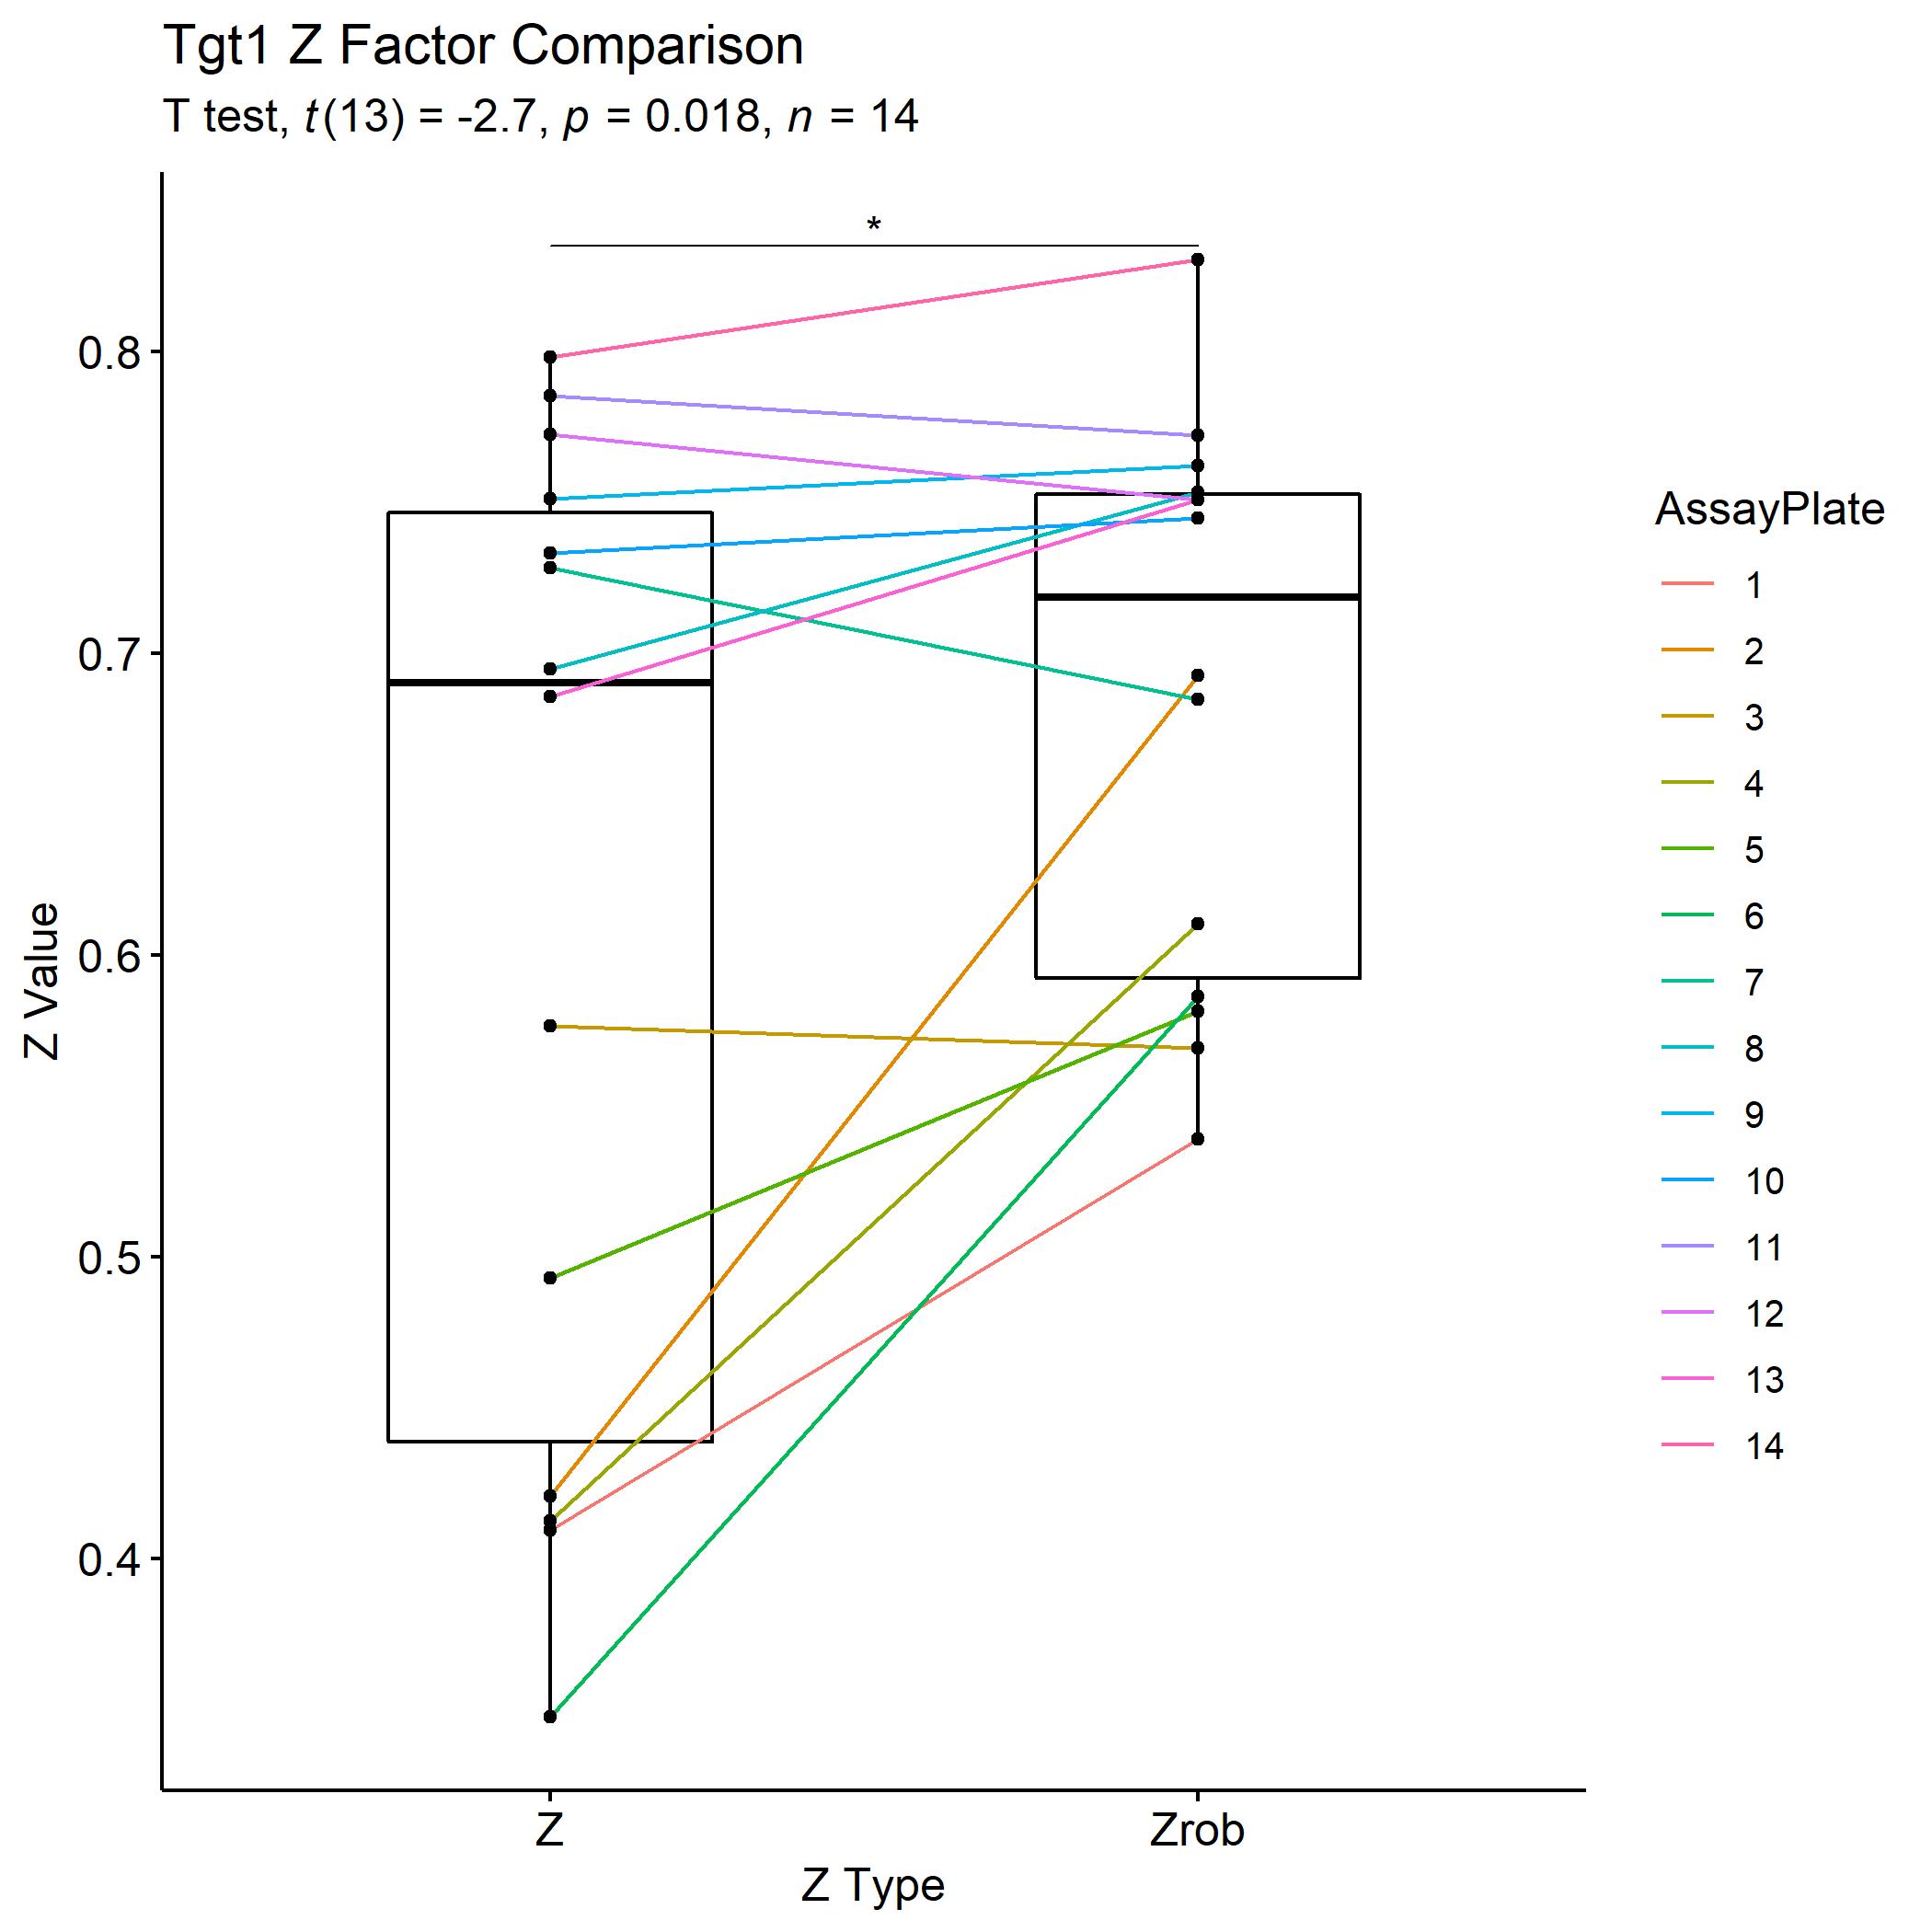 Tgt1 Z Factor Comparison
T test, t(13) = -2.7, p = 0.018, n = 14
*
0.8
0.7
0.6
0.5
0.4
Z Value
Z
Zrob
Z Type
AssayPlate
1
2
3
4
5
6
7
8
9
10
11
12
13
14